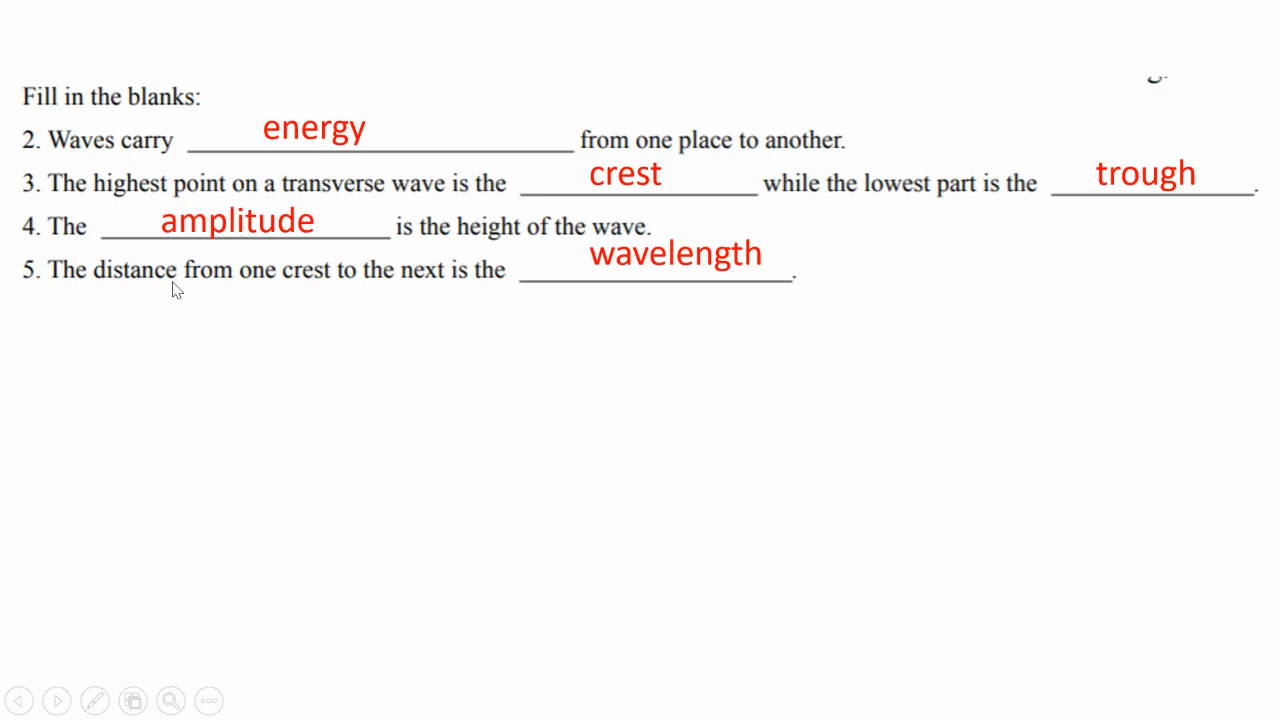 Fill in the blanks:
2. Waves carry energy from one place to another.
3. The highest point on a transverse wave is the crest while the lowest part is the trough.
4. The amplitude is the height of the wave.
5. The distance from one crest to the next is the wavelength.